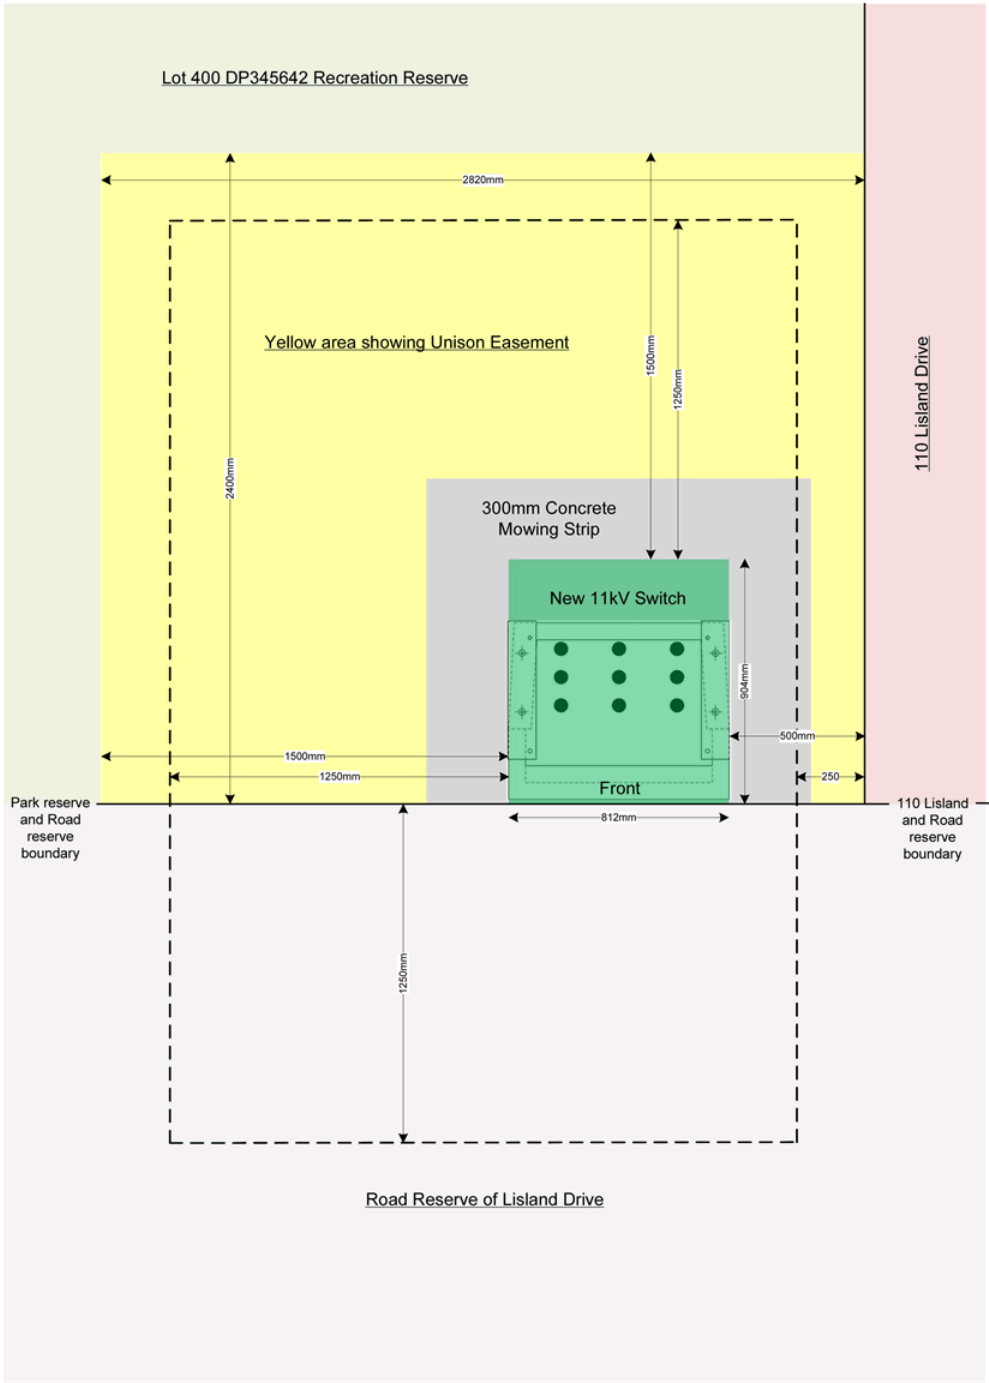 Lot 400 DP345642 Recreation Reserve
2820mm
Yellow area showing Unison Easement
1500mm
1250mm
110 Lisland Drive
2400mm
300mm Concrete
Mowing Strip
New 11kV Switch
904mm
500mm
1500mm
1250mm
250
Front
Park reserve
and Road
reserve
boundary
812mm
110 Lisland
and Road
reserve
boundary
1250mm
Road Reserve of Lisland Drive